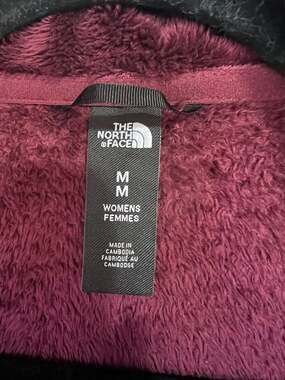 THE
NORTH
FACE
M
M
WOMENS
FEMMES
MADE IN
CAMBODIA
FABRIQUÉ AU
CAMBODGE